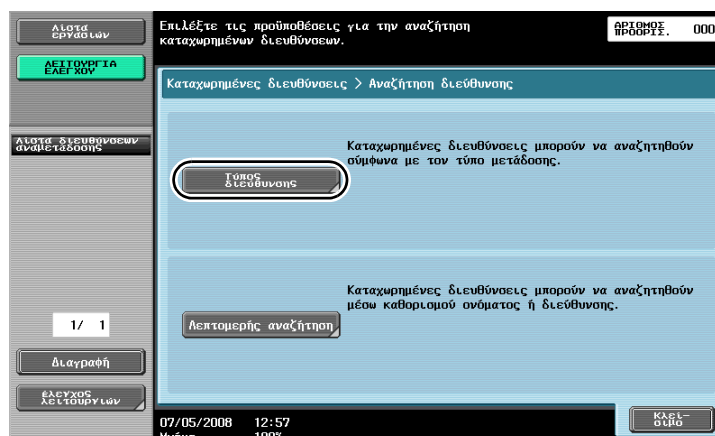 Λίστα
εργασιών
Επιλέξτε τις προϋποθέσεις για την αναζήτηση
καταχωρημένων διευθύνσεων.
ΑΡΙΘΜΟΣ
ΠΡΟΟΡΙΣ.
000
ΛΕΙΤΟΥΡΓΙΑ
ΕΛΕΓΧΟΥ
Καταχωρημένες διευθύνσεις > Αναζήτηση διεύθυνσης
Λίστα διευθύνσεων
αναμετάδοσης
Καταχωρημένες διευθύνσεις μπορούν να αναζητηθούν
σύμφωνα με τον τύπο μετάδοσης.
Τύπος
διεύθυνσης
Καταχωρημένες διευθύνσεις μπορούν να αναζητηθούν
μέσω καθορισμού ονόματος ή διεύθυνσης.
Λεπτομερής αναζήτηση
1/ 1
Διαγραφή
έλεγχος
λειτουργιών
07/05/2008 12:57
Μνήμη 100%
Κλεί-
σιμο